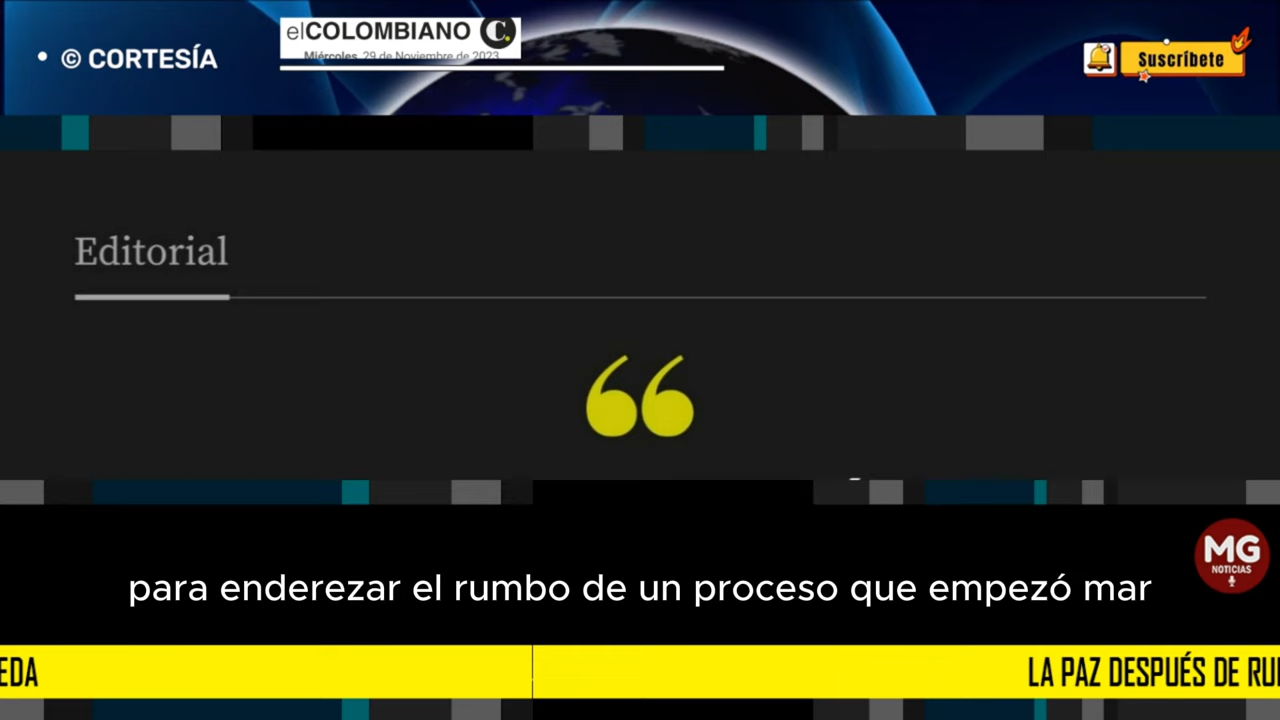 © CORTESÍA
elCOLOMBIANO C.
Miércoles, 29 de Noviembre de 2023
Suscríbete
Editorial
“
para enderezar el rumbo de un proceso que empezó mar
MG
NOTICIAS
EDA
LA PAZ DESPUÉS DE RU